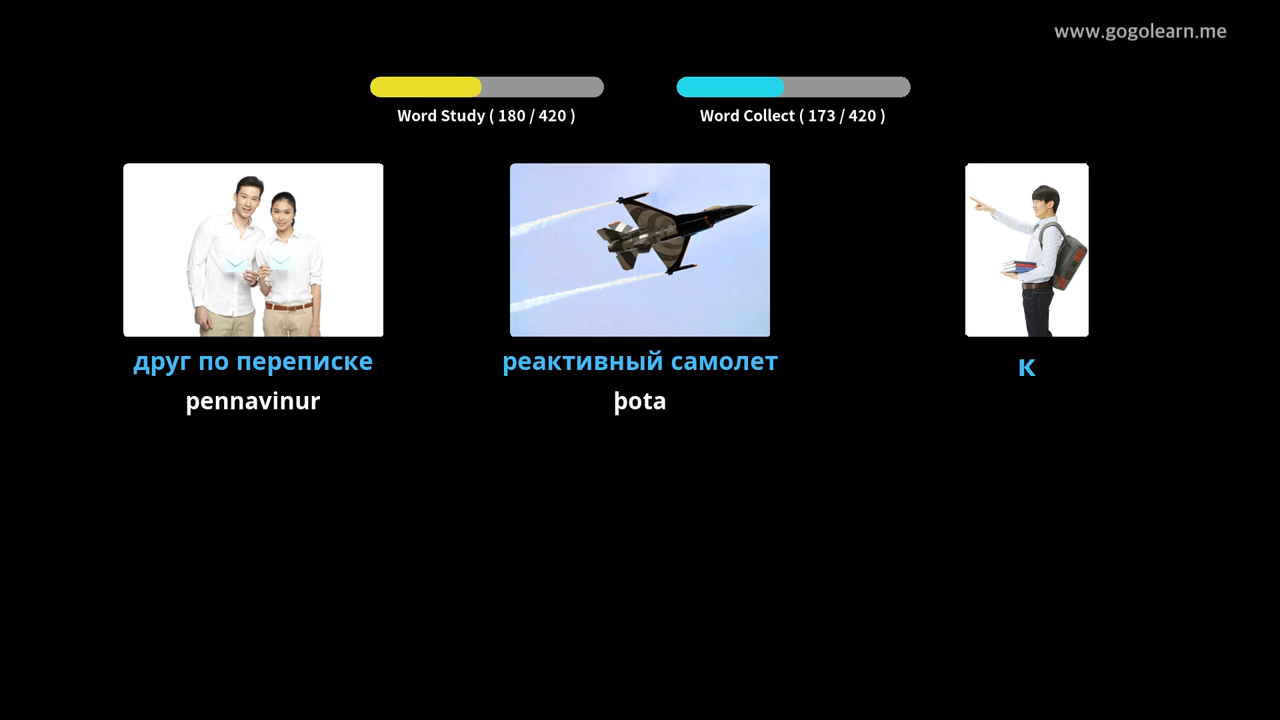 www.gogolearn.me
Word Study ( 180 / 420 )
Word Collect ( 173 / 420 )
друг по переписке
pennavinur
реактивный самолет
þota
к